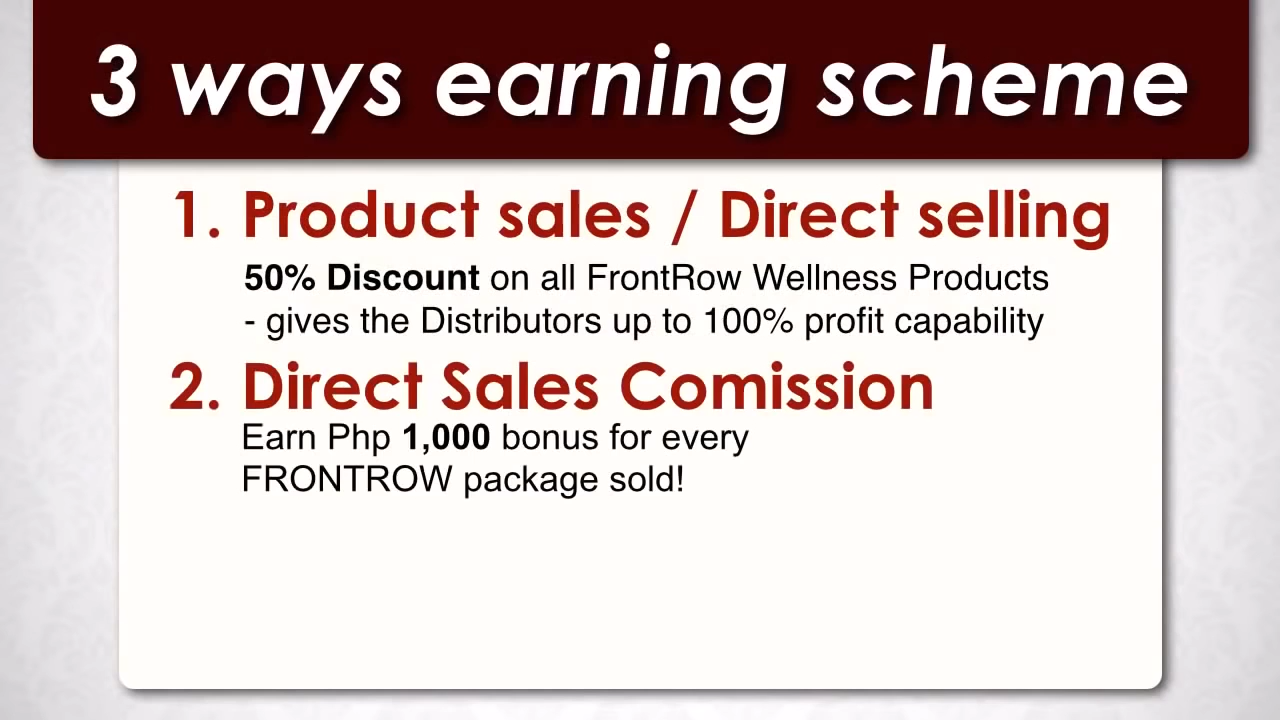 3 ways earning scheme
1. Product sales / Direct selling
50% Discount on all FrontRow Wellness Products
- gives the Distributors up to 100% profit capability
2. Direct Sales Comission
Earn Php 1,000 bonus for every
FRONTROW package sold!